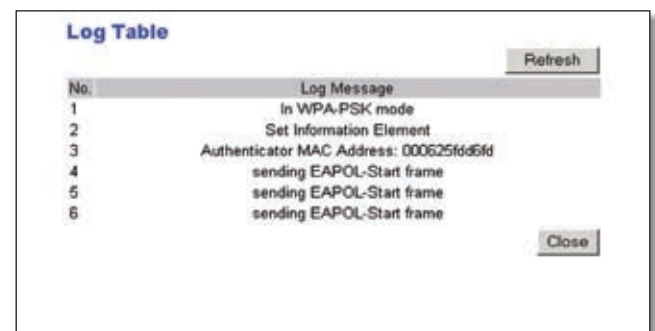 Log Table
Refresh
No. Log Message
1 In WPA-PSK mode
2 Set Information Element
3 Authenticator MAC Address: 000625fdd6fd
4 sending EAPOL-Start frame
5 sending EAPOL-Start frame
6 sending EAPOL-Start frame
Close